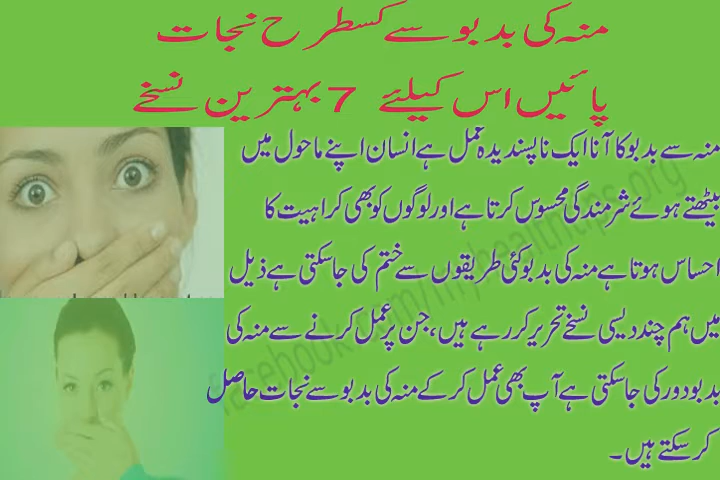 منہ کی بدبو سے کسطرح نجات
پائیں اس کیلئے 7 بہترین نسخے
منہ سے بدبو کا آنا ایک ناپسندیدہ عمل ہے انسان اپنے ماحول میں
بیٹھتے ہوئے شرمندگی محسوس کرتا ہے اور لوگوں کو بھی کراہیت کا
احساس ہوتا ہے منہ کی بدبو کئی طریقوں سے ختم کی جاسکتی ہے ذیل
میں ہم چند دیسی نسخے تحریر کررہے ہیں، جن پر عمل کرنے سے منہ کی
بدبو دور کی جاسکتی ہے آپ بھی عمل کرکے منہ کی بدبو سے نجات حاصل
کرسکتے ہیں۔